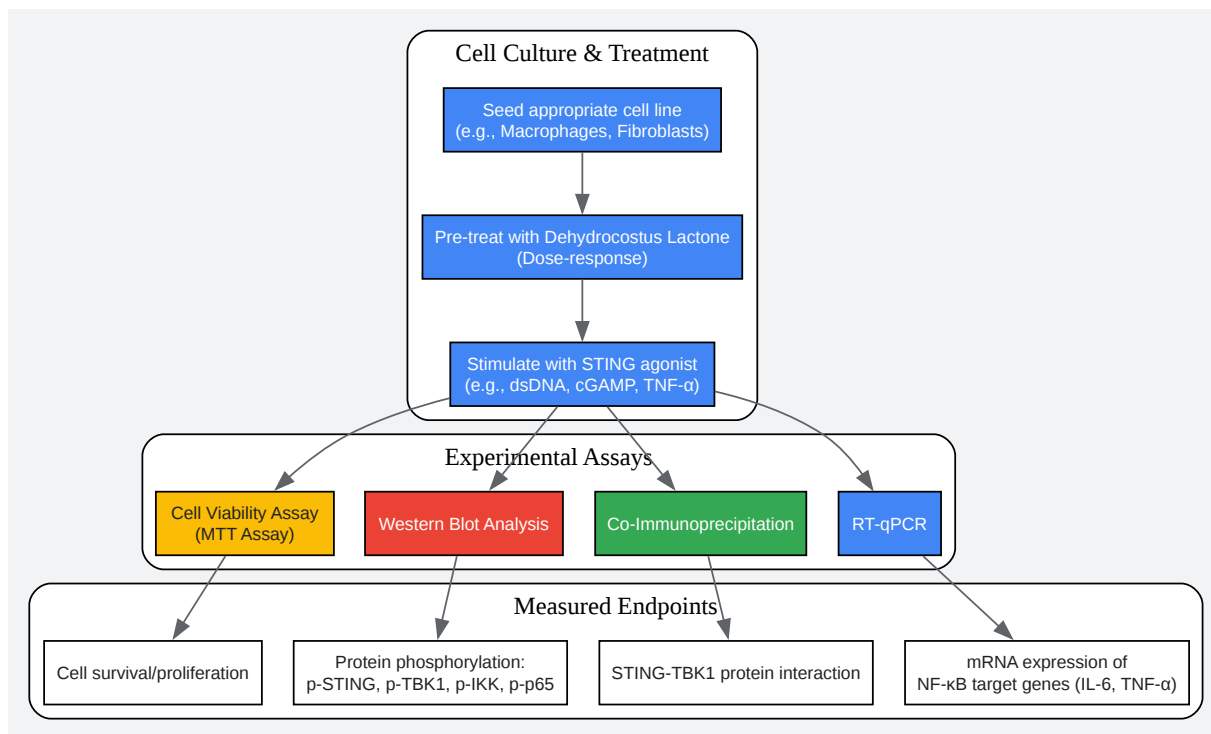 Cell Culture & Treatment
Seed appropriate cell line
(e.g., Macrophages, Fibroblasts)
Pre-treat with Dehydrocostus Lactone
(Dose-response)
Stimulate with STING agonist
(e.g., dsDNA, cGAMP, TNF-α)
Experimental Assays
Cell Viability Assay
(MTT Assay)
Western Blot Analysis
Co-Immunoprecipitation
RT-qPCR
Measured Endpoints
Cell survival/proliferation
Protein phosphorylation:
p-STING, p-TBK1, p-IKK, p-p65
STING-TBK1 protein interaction
mRNA expression of
NF-κB target genes (IL-6, TNF-α)